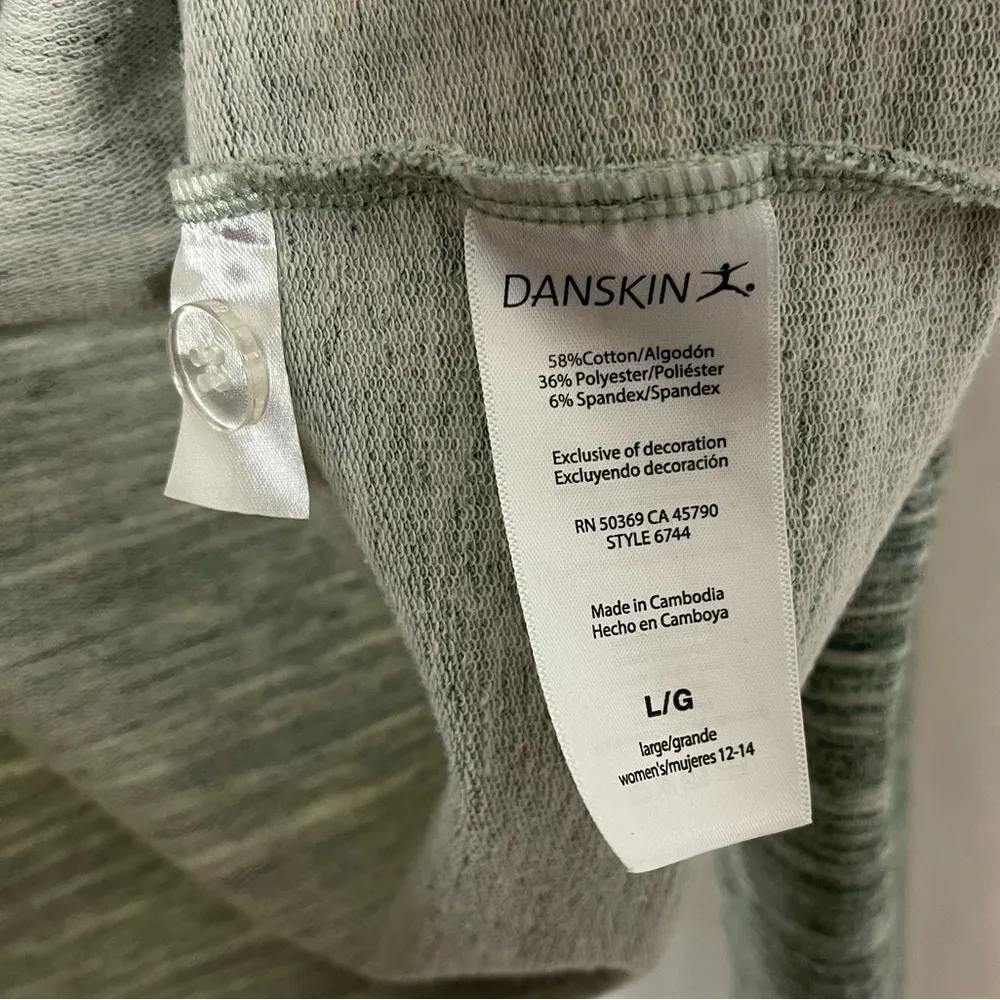 DANSKIN
58%Cotton/Algodón
36% Polyester/Poliéster
6% Spandex/Spandex
Exclusive of decoration
Excluyendo decoración
RN 50369 CA 45790
STYLE 6744
Made in Cambodia
Hecho en Camboya
L/G
large/grande
women's/mujeres 12-14